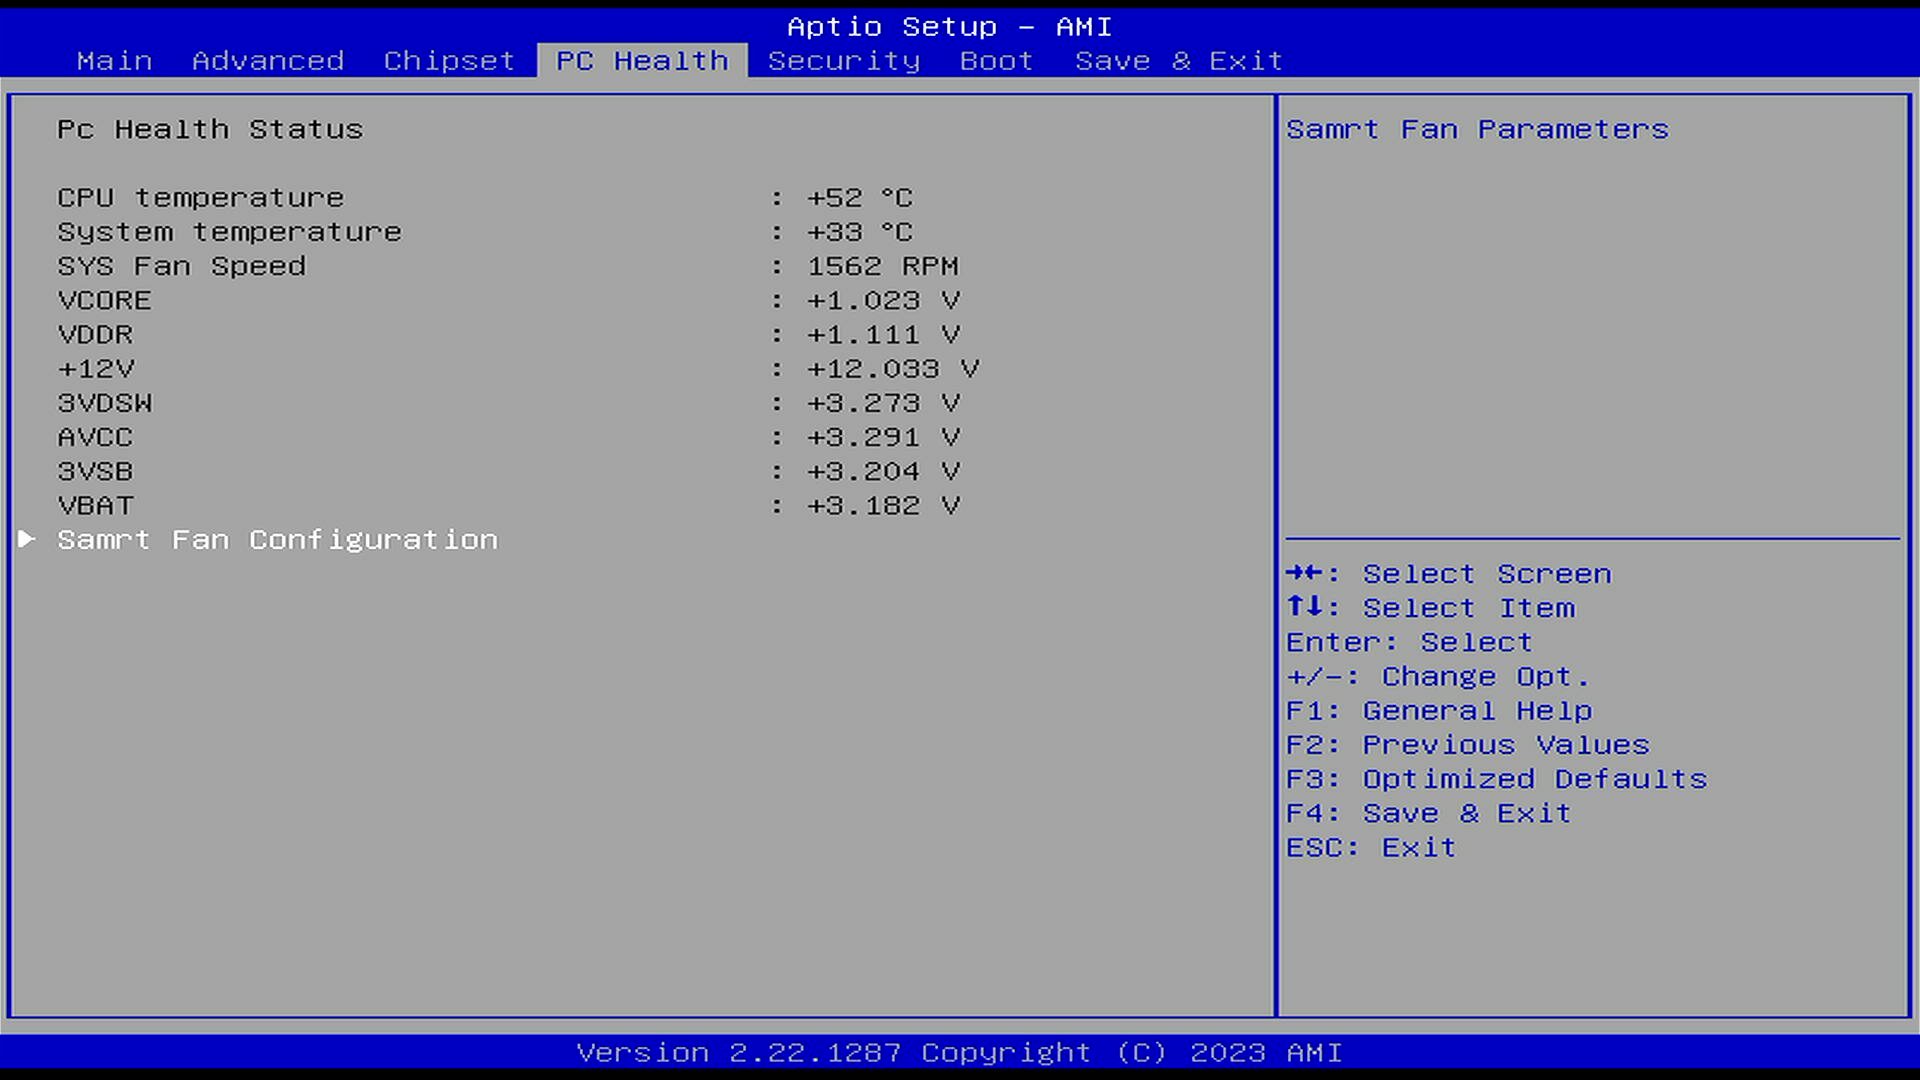 Aptio Setup - AMI
Main Advanced Chipset PC Health Security Boot Save & Exit
Pc Health Status
CPU temperature : +52 °C
System temperature : +33 °C
SYS Fan Speed : 1562 RPM
VCORE : +1.023 V
VDDR : +1.111 V
+12V : +12.033 V
3VDSW : +3.273 V
AVCC : +3.291 V
3VSB : +3.204 V
VBAT : +3.182 V
► Samrt Fan Configuration
Samrt Fan Parameters
→←: Select Screen
↑↓: Select Item
Enter: Select
+/-: Change Opt.
F1: General Help
F2: Previous Values
F3: Optimized Defaults
F4: Save & Exit
ESC: Exit
Version 2.22.1287 Copyright (C) 2023 AMI